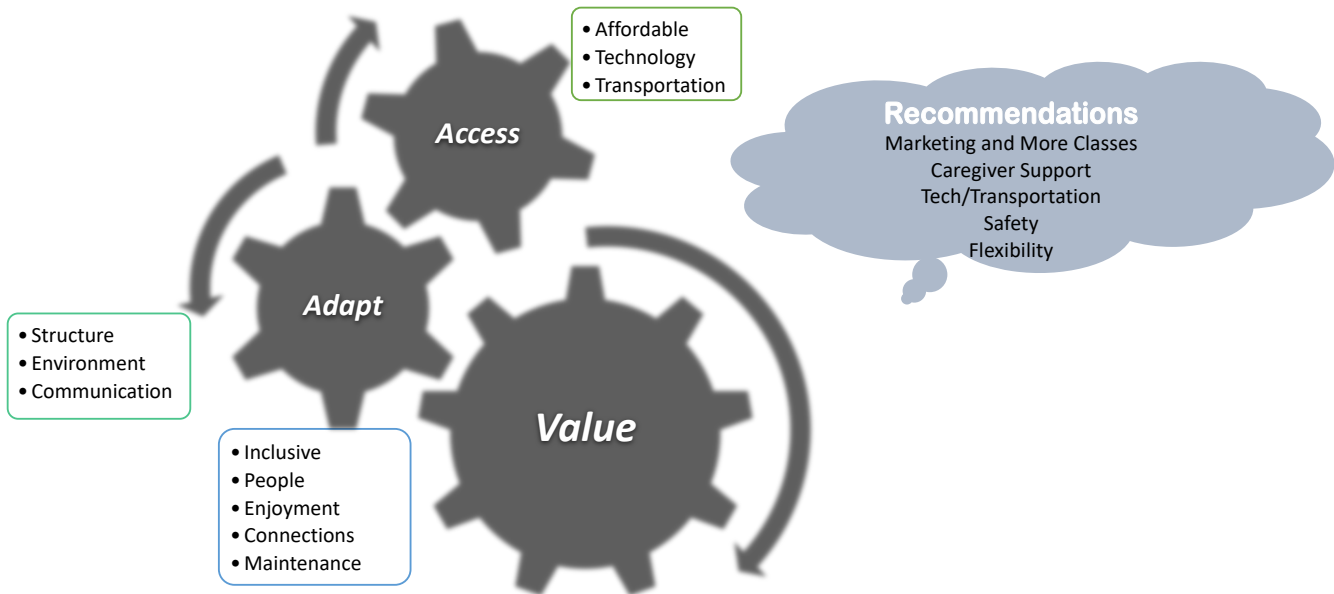 • Affordable
• Technology
• Transportation
Access
Recommendations
Marketing and More Classes
Caregiver Support
Tech/Transportation
Safety
Flexibility
Adapt
• Structure
• Environment
• Communication
Value
• Inclusive
• People
• Enjoyment
• Connections
• Maintenance